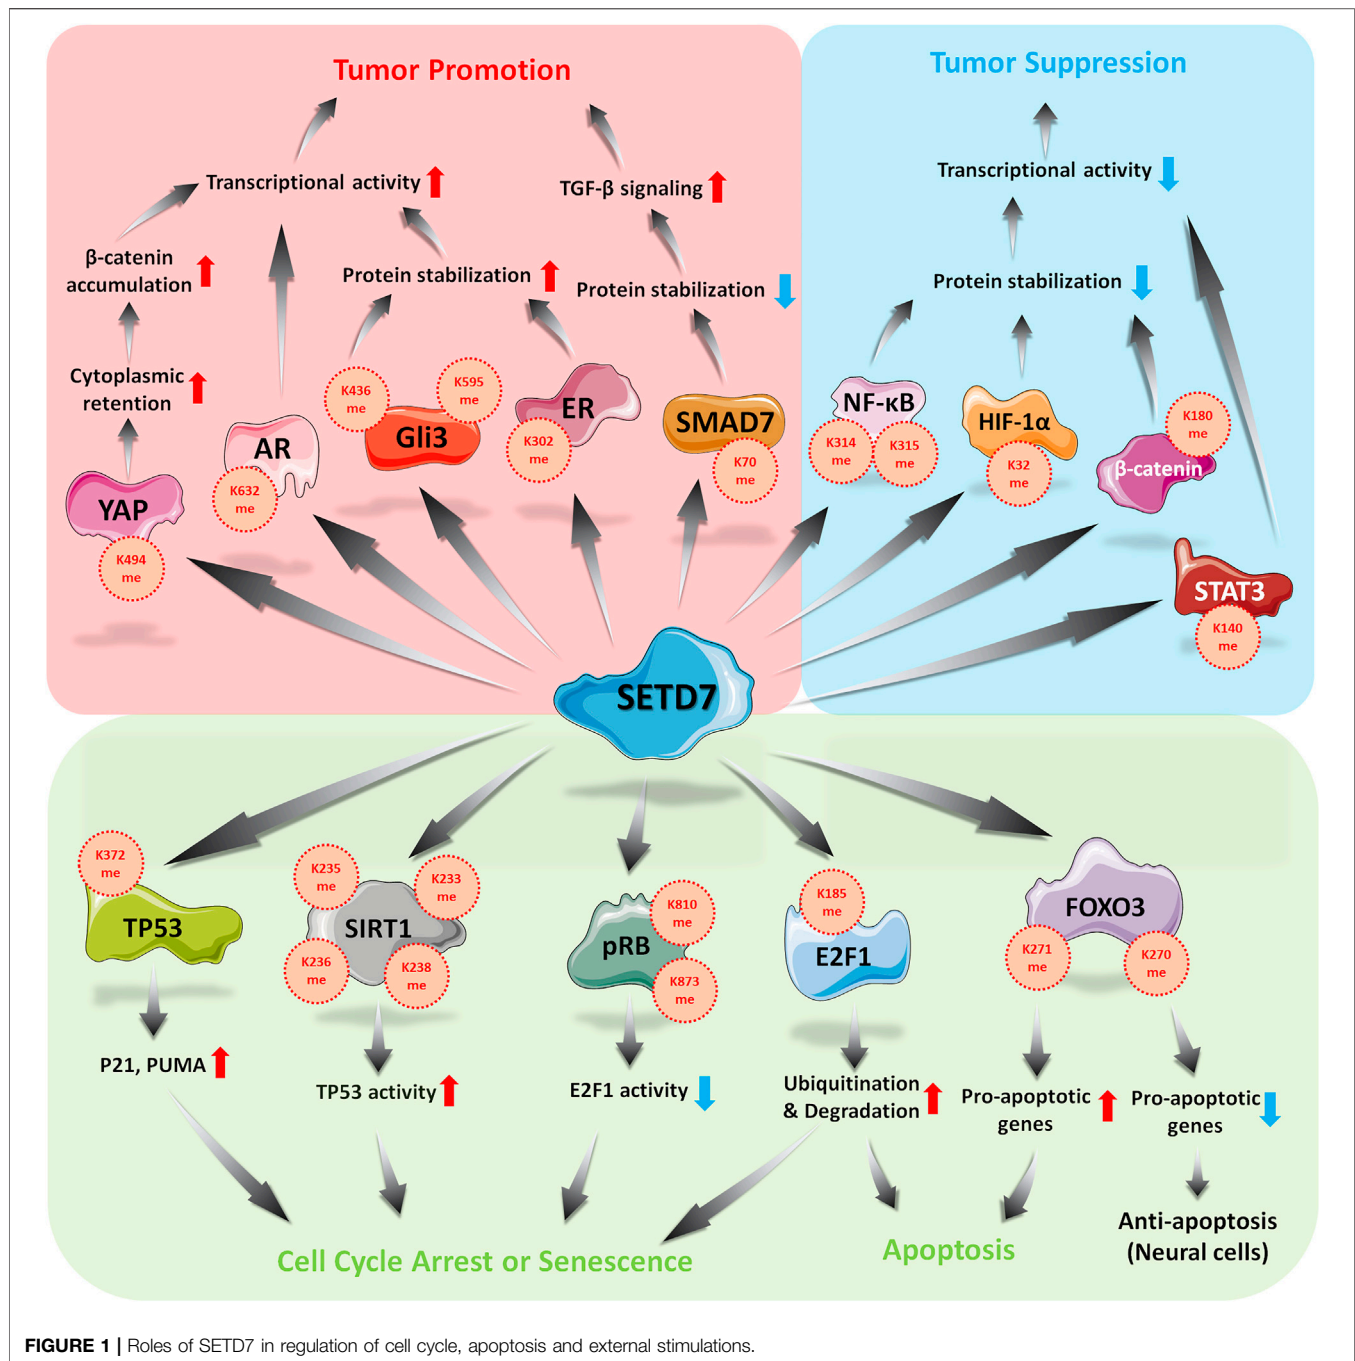 Tumor Promotion
Tumor Suppression
Transcriptional activity
TGF-β signaling
Transcriptional activity
β-catenin
accumulation
Protein stabilization
Protein stabilization
Protein stabilization
Cytoplasmic
retention
K436
me
K595
me
Gli3
ER
K302
me
SMAD7
K70
me
NF-κB
K314
me
K315
me
HIF-1α
K32
me
K180
me
β-catenin
AR
K632
me
YAP
K494
me
STAT3
K140
me
SETD7
K372
me
TP53
K235
me
K233
me
SIRT1
K236
me
K238
me
K810
me
pRB
K873
me
K185
me
E2F1
FOXO3
K271
me
K270
me
P21, PUMA
TP53 activity
E2F1 activity
Ubiquitination
& Degradation
Pro-apoptotic
genes
Pro-apoptotic
genes
Cell Cycle Arrest or Senescence
Apoptosis
Anti-apoptosis
(Neural cells)
FIGURE 1 | Roles of SETD7 in regulation of cell cycle, apoptosis and external stimulations.